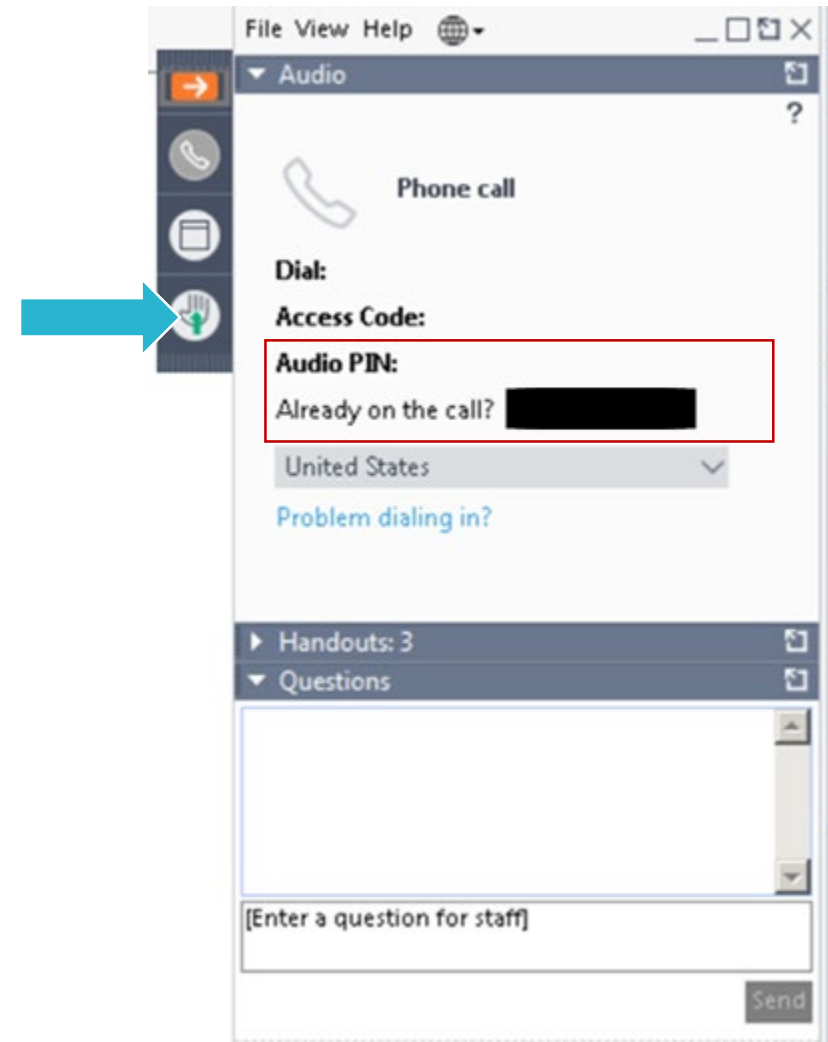 File View Help
Audio
?
Phone call
Dial:
Access Code:
Audio PIN:
Already on the call?
United States
Problem dialing in?
Handouts: 3
Questions
[Enter a question for staff]
Send